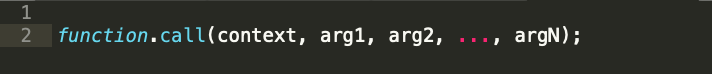 1
2 function.call(context, arg1, arg2, ..., argN);